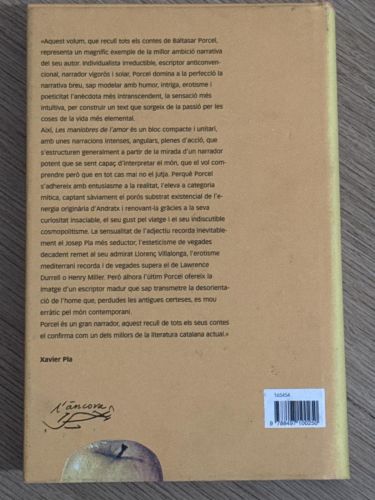 «Aquest volum, que recull tots els contes de Baltasar Porcel,
representa un magnífic exemple de la millor ambició narrativa
del seu autor. Individualista irreductible, escriptor anticonven-
cional, narrador vigorós i solar, Porcel domina a la perfecció la
narrativa breu, sap modelar amb humor, intriga, erotisme i
poeticitat l'anècdota més intranscendent, la sensació més
intuïtiva, per construir un text que sorgeix de la passió per les
coses de la vida més elemental.
Així, Les maniobres de l'amor és un bloc compacte i unitari,
amb unes narracions intenses, angulars, plenes d'acció, que
s'estructuren generalment a partir de la mirada d'un narrador
potent que se sent capaç d'interpretar el món, que el vol com-
prendre però que en tot cas mai no el jutja. Perquè Porcel
s'adhereix amb entusiasme a la realitat, l'eleva a categoria
mítica, captant sàviament el porós substrat existencial de l'e-
nergia originària d'Andratx i renovant-la gràcies a la seva
curiositat insaciable, el seu gust pel viatge i el seu indiscutible
cosmopolitisme. La sensualitat de l'adjectiu recorda inevitable-
ment el Josep Pla més seductor, l'esteticisme de vegades
decadent remet al seu admirat Llorenç Villalonga, l'erotisme
mediterrani recorda i de vegades supera el de Lawrence
Durrell o Henry Miller. Però alhora l'últim Porcel ofereix la
imatge d'un escriptor madur que sap transmetre la desorienta-
ció de l'home que, perdudes les antigues certeses, es mou
erràtic pel món contemporani.
Porcel és un gran narrador, aquest recull de tots els seus contes
el confirma com un dels millors de la literatura catalana actual.»
Xavier Pla
165454
9 788497 100250
l'àncora